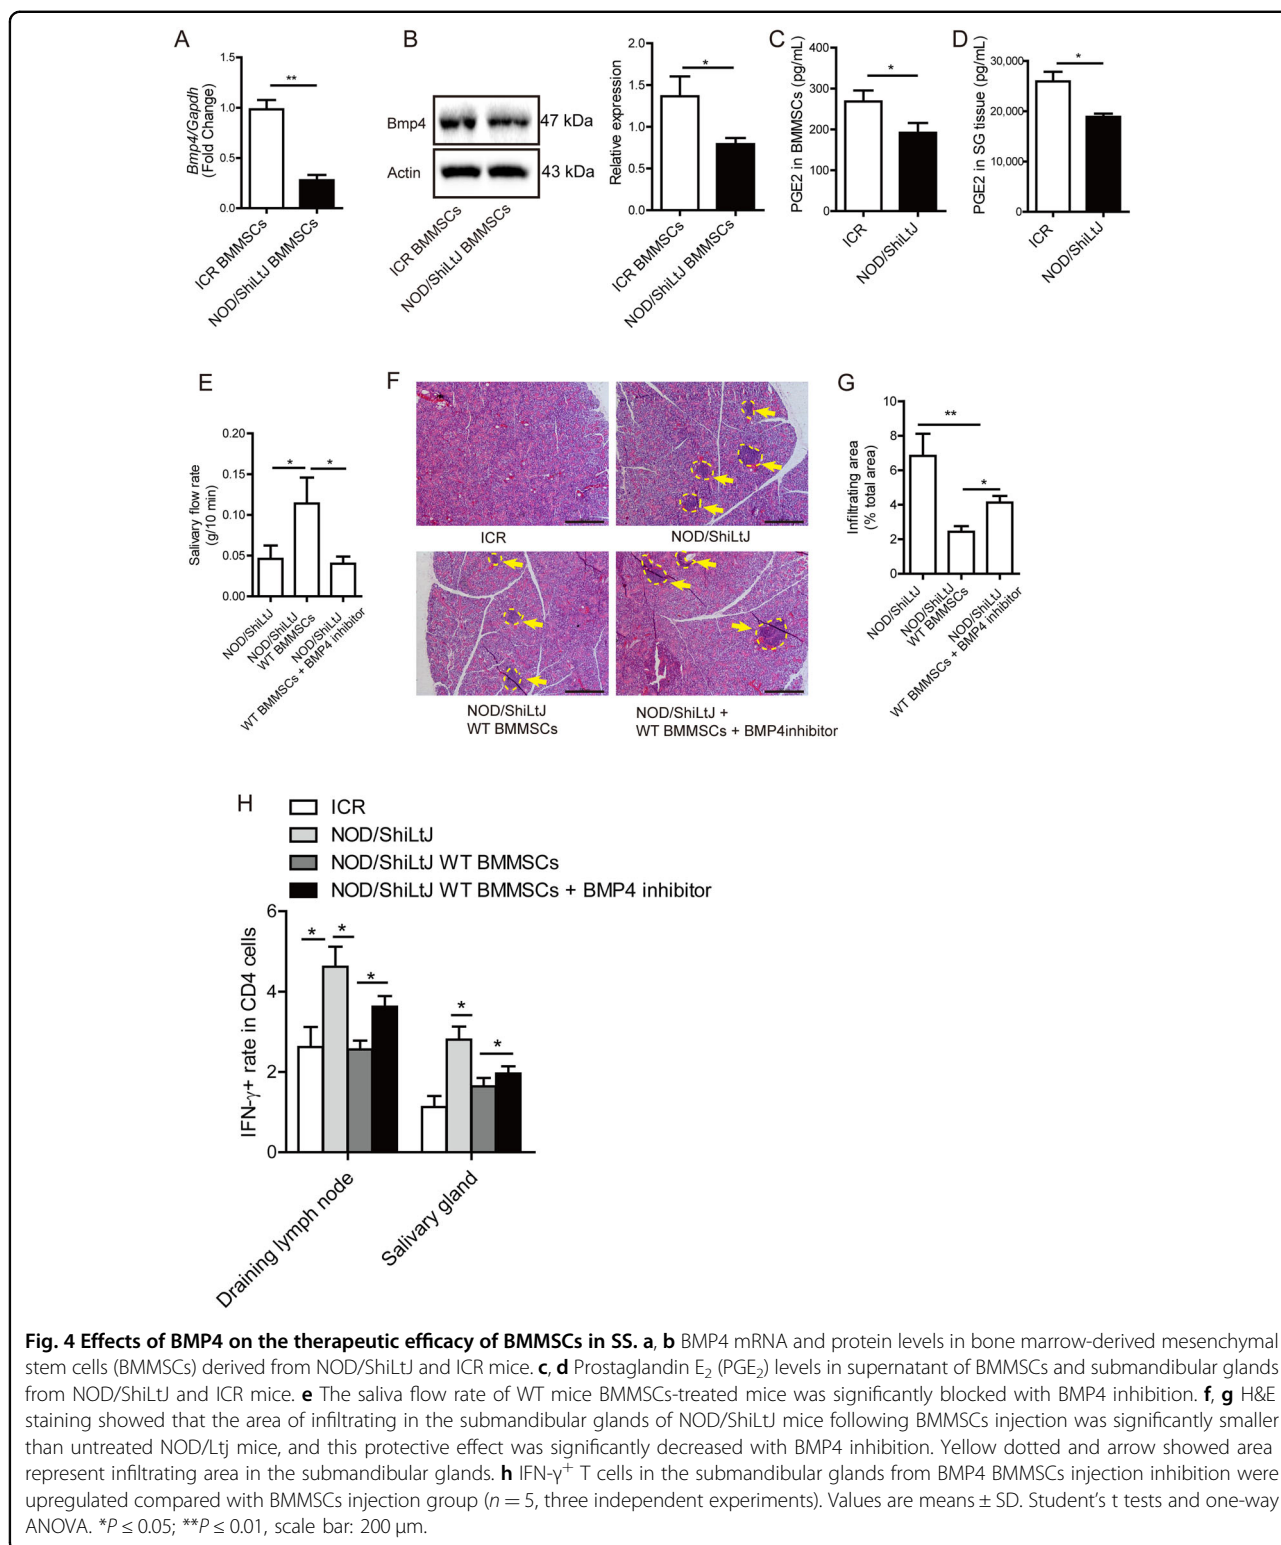 A
Bmp4/Gapdh
(Fold Change)
1.5
1.0
0.5
0.0
**
ICR BMMSCs
NOD/ShiLtJ BMMSCs
B
Bmp4
47 kDa
Actin
43 kDa
ICR BMMSCs
NOD/ShiLtJ BMMSCs
Relative expression
2.0
1.5
1.0
0.5
0.0
*
ICR BMMSCs
NOD/ShiLtJ BMMSCs
C
PGE2 in BMMSCs (pg/mL)
400
300
200
100
0
*
ICR
NOD/ShiLtJ
D
PGE2 in SG tissue (pg/mL)
30,000
20,000
10,000
0
*
ICR
NOD/ShiLtJ
E
Salivary flow rate
(g/10 min)
0.20
0.15
0.10
0.05
0.00
*
*
NOD/ShiLtJ
NOD/ShiLtJ
WT BMMSCs
NOD/ShiLtJ
WT BMMSCs + BMP4 inhibitor
F
ICR
NOD/ShiLtJ
NOD/ShiLtJ
WT BMMSCs
NOD/ShiLtJ +
WT BMMSCs + BMP4inhibitor
G
Infiltrating area
(% total area)
10
8
6
4
2
0
**
*
NOD/ShiLtJ
NOD/ShiLtJ
WT BMMSCs
NOD/ShiLtJ
WT BMMSCs + BMP4 inhibitor
H
ICR
NOD/ShiLtJ
NOD/ShiLtJ WT BMMSCs
NOD/ShiLtJ WT BMMSCs + BMP4 inhibitor
IFN-γ+ rate in CD4 cells
6
4
2
0
*
*
*
*
*
Draining lymph node
Salivary gland
Fig. 4 Effects of BMP4 on the therapeutic efficacy of BMMSCs in SS. a, b BMP4 mRNA and protein levels in bone marrow-derived mesenchymal
stem cells (BMMSCs) derived from NOD/ShiLtJ and ICR mice. c, d Prostaglandin E₂ (PGE₂) levels in supernatant of BMMSCs and submandibular glands
from NOD/ShiLtJ and ICR mice. e The saliva flow rate of WT mice BMMSCs-treated mice was significantly blocked with BMP4 inhibition. f, g H&E
staining showed that the area of infiltrating in the submandibular glands of NOD/ShiLtJ mice following BMMSCs injection was significantly smaller
than untreated NOD/Ltj mice, and this protective effect was significantly decreased with BMP4 inhibition. Yellow dotted and arrow showed area
represent infiltrating area in the submandibular glands. h IFN-γ⁺ T cells in the submandibular glands from BMP4 BMMSCs injection inhibition were
upregulated compared with BMMSCs injection group (n = 5, three independent experiments). Values are means ± SD. Student's t tests and one-way
ANOVA. *P ≤ 0.05; **P ≤ 0.01, scale bar: 200 μm.